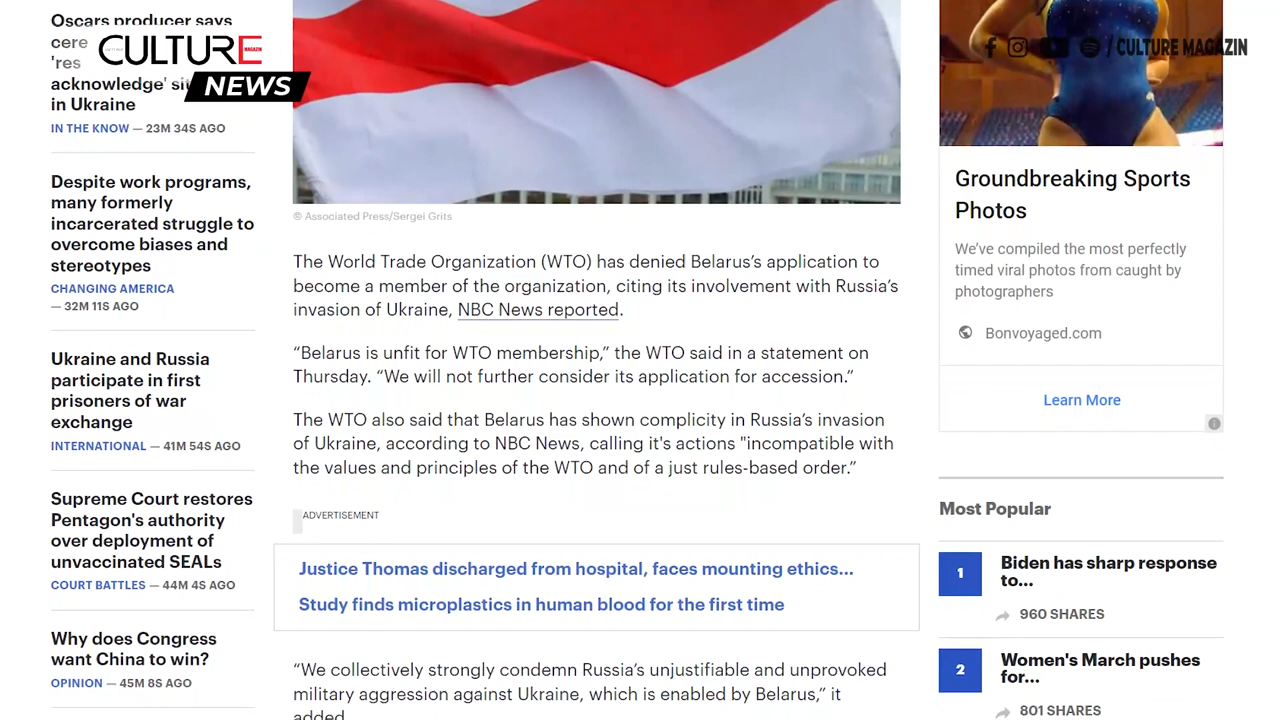 Oscars producer says
cere
'res
acknowledge' sit
in Ukraine
IN THE KNOW — 23M 34S AGO
CULTURE
MAGAZIN
NEWS
Despite work programs,
many formerly
incarcerated struggle to
overcome biases and
stereotypes
CHANGING AMERICA
— 32M 11S AGO
Ukraine and Russia
participate in first
prisoners of war
exchange
INTERNATIONAL — 41M 54S AGO
Supreme Court restores
Pentagon's authority
over deployment of
unvaccinated SEALs
COURT BATTLES — 44M 4S AGO
Why does Congress
want China to win?
OPINION — 45M 8S AGO
© Associated Press/Sergei Grits
The World Trade Organization (WTO) has denied Belarus’s application to
become a member of the organization, citing its involvement with Russia’s
invasion of Ukraine, NBC News reported.
“Belarus is unfit for WTO membership,” the WTO said in a statement on
Thursday. “We will not further consider its application for accession.”
The WTO also said that Belarus has shown complicity in Russia’s invasion
of Ukraine, according to NBC News, calling it's actions "incompatible with
the values and principles of the WTO and of a just rules-based order.”
ADVERTISEMENT
Justice Thomas discharged from hospital, faces mounting ethics...
Study finds microplastics in human blood for the first time
“We collectively strongly condemn Russia’s unjustifiable and unprovoked
military aggression against Ukraine, which is enabled by Belarus,” it
added.
/ CULTURE MAGAZIN
Groundbreaking Sports
Photos
We’ve compiled the most perfectly
timed viral photos from caught by
photographers
Bonvoyaged.com
Learn More
Most Popular
1
Biden has sharp response
to...
960 SHARES
2
Women's March pushes
for...
801 SHARES